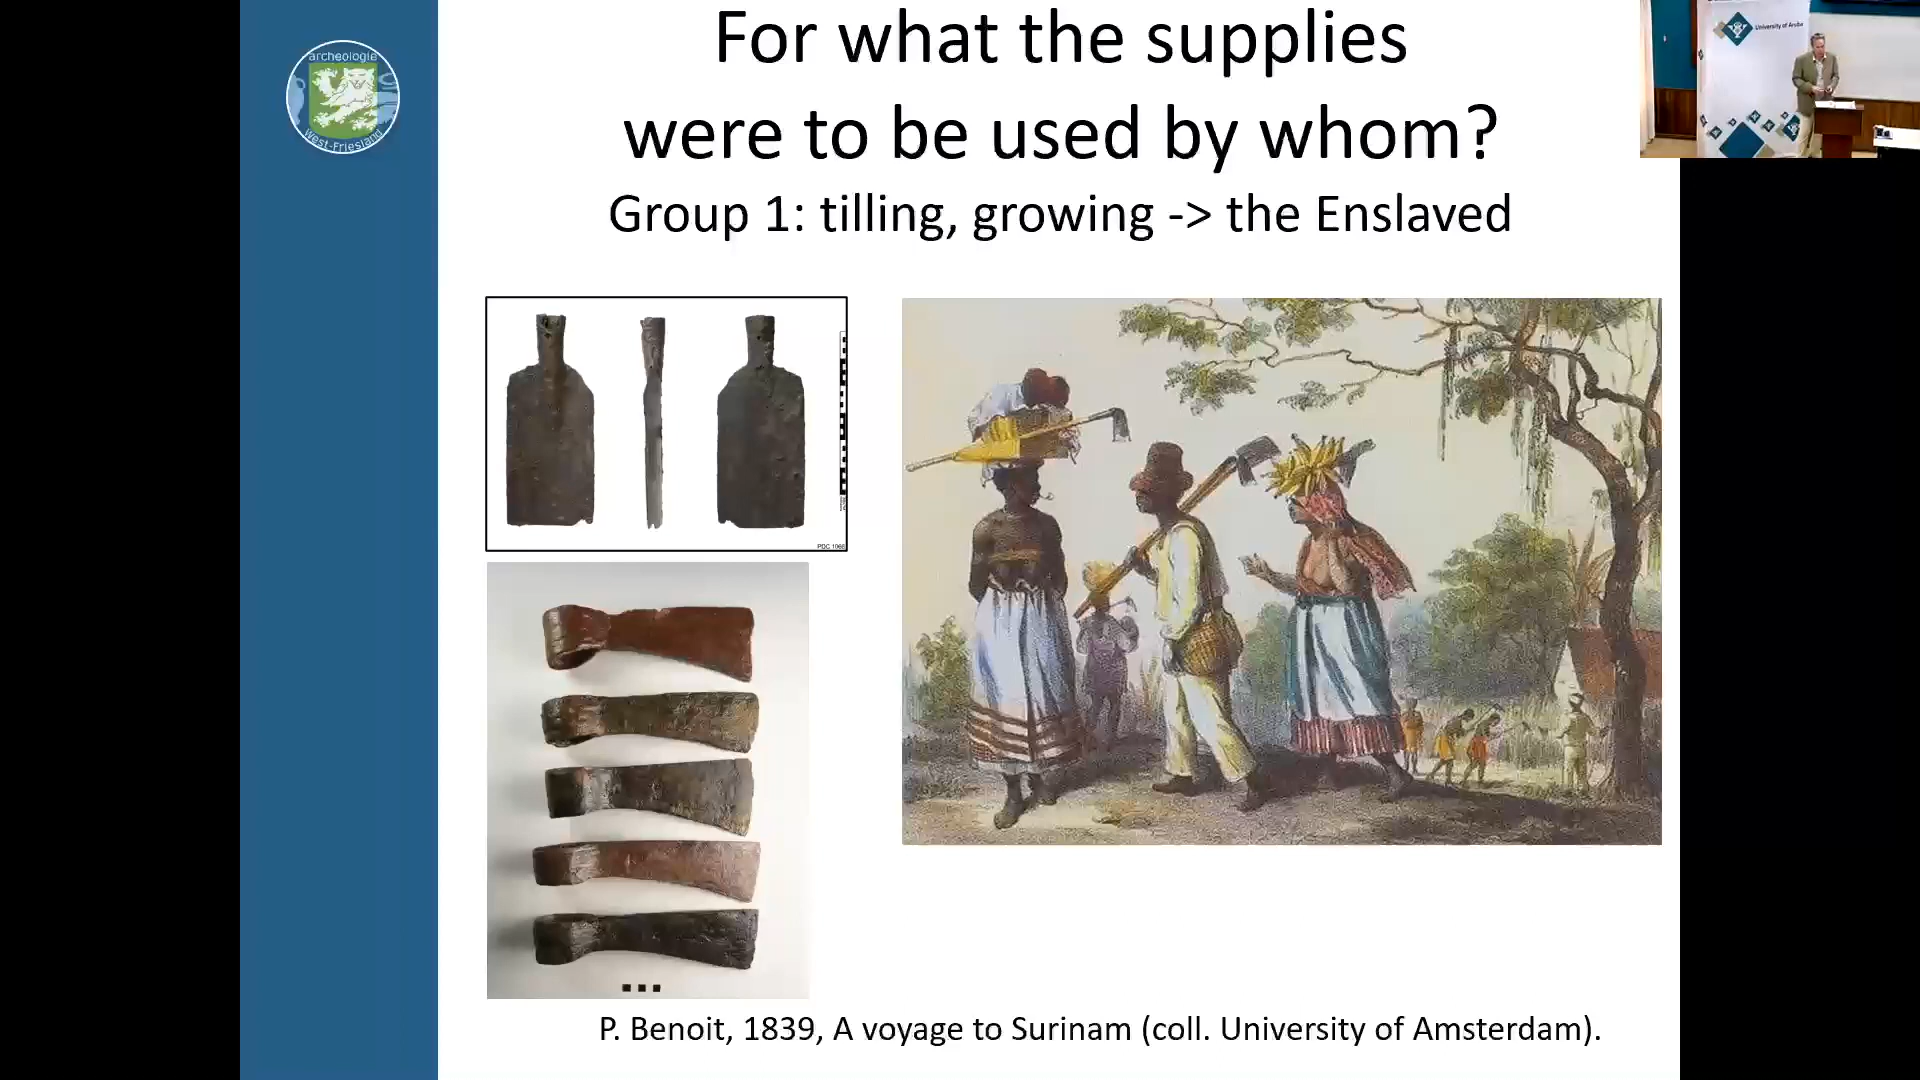 For what the supplies
were to be used by whom?
Group 1: tilling, growing -> the Enslaved
archeologie
West-Friesland
University of Aruba
P. Benoit, 1839, A voyage to Surinam (coll. University of Amsterdam).